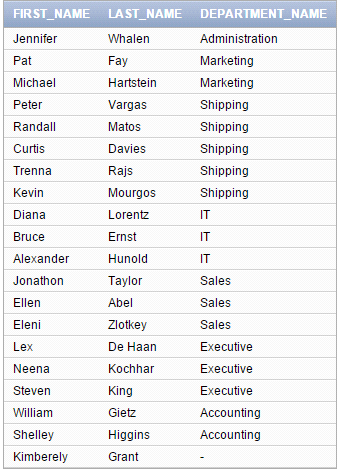 FIRST_NAME LAST_NAME DEPARTMENT_NAME
Jennifer Whalen Administration
Pat Fay Marketing
Michael Hartstein Marketing
Peter Vargas Shipping
Randall Matos Shipping
Curtis Davies Shipping
Trenna Rajs Shipping
Kevin Mourgos Shipping
Diana Lorentz IT
Bruce Ernst IT
Alexander Hunold IT
Jonathon Taylor Sales
Ellen Abel Sales
Eleni Zlotkey Sales
Lex De Haan Executive
Neena Kochhar Executive
Steven King Executive
William Gietz Accounting
Shelley Higgins Accounting
Kimberely Grant -